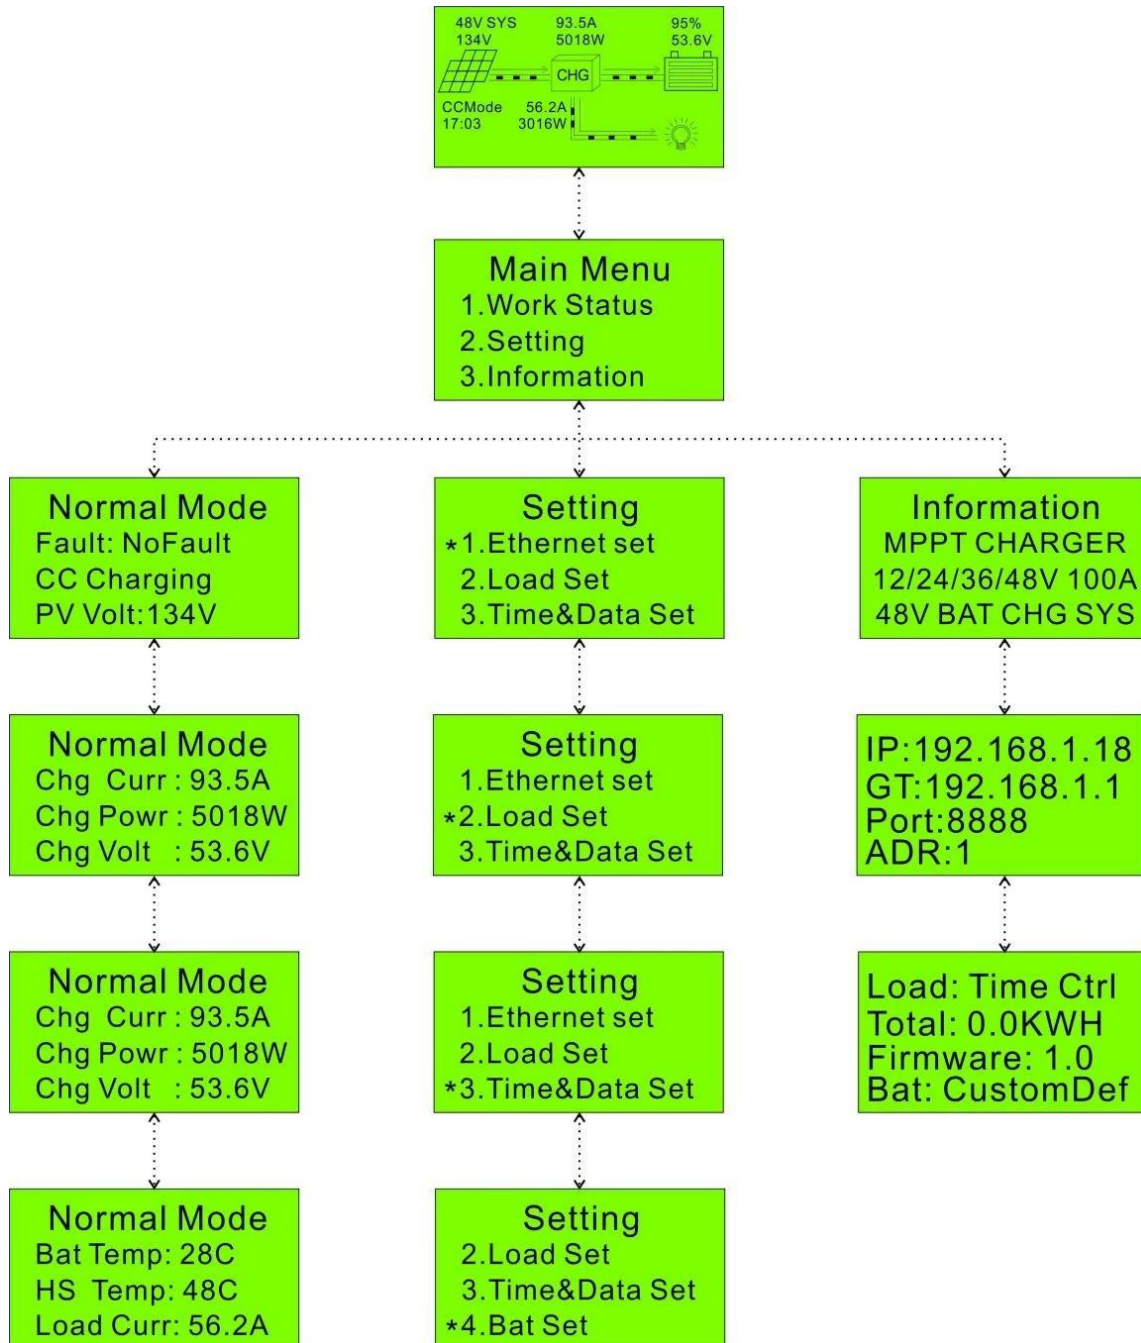 48V SYS 93.5A 95%
134V 5018W 53.6V
CHG
CCMode 56.2A
17:03 3016W
Main Menu
1.Work Status
2.Setting
3.Information
Normal Mode
Fault: NoFault
CC Charging
PV Volt:134V
Normal Mode
Chg Curr : 93.5A
Chg Powr : 5018W
Chg Volt : 53.6V
Normal Mode
Chg Curr : 93.5A
Chg Powr : 5018W
Chg Volt : 53.6V
Normal Mode
Bat Temp: 28C
HS Temp: 48C
Load Curr: 56.2A
Setting
*1.Ethernet set
2.Load Set
3.Time&Data Set
Setting
1.Ethernet set
*2.Load Set
3.Time&Data Set
Setting
1.Ethernet set
2.Load Set
*3.Time&Data Set
Setting
2.Load Set
3.Time&Data Set
*4.Bat Set
Information
MPPT CHARGER
12/24/36/48V 100A
48V BAT CHG SYS
IP:192.168.1.18
GT:192.168.1.1
Port:8888
ADR:1
Load: Time Ctrl
Total: 0.0KWH
Firmware: 1.0
Bat: CustomDef